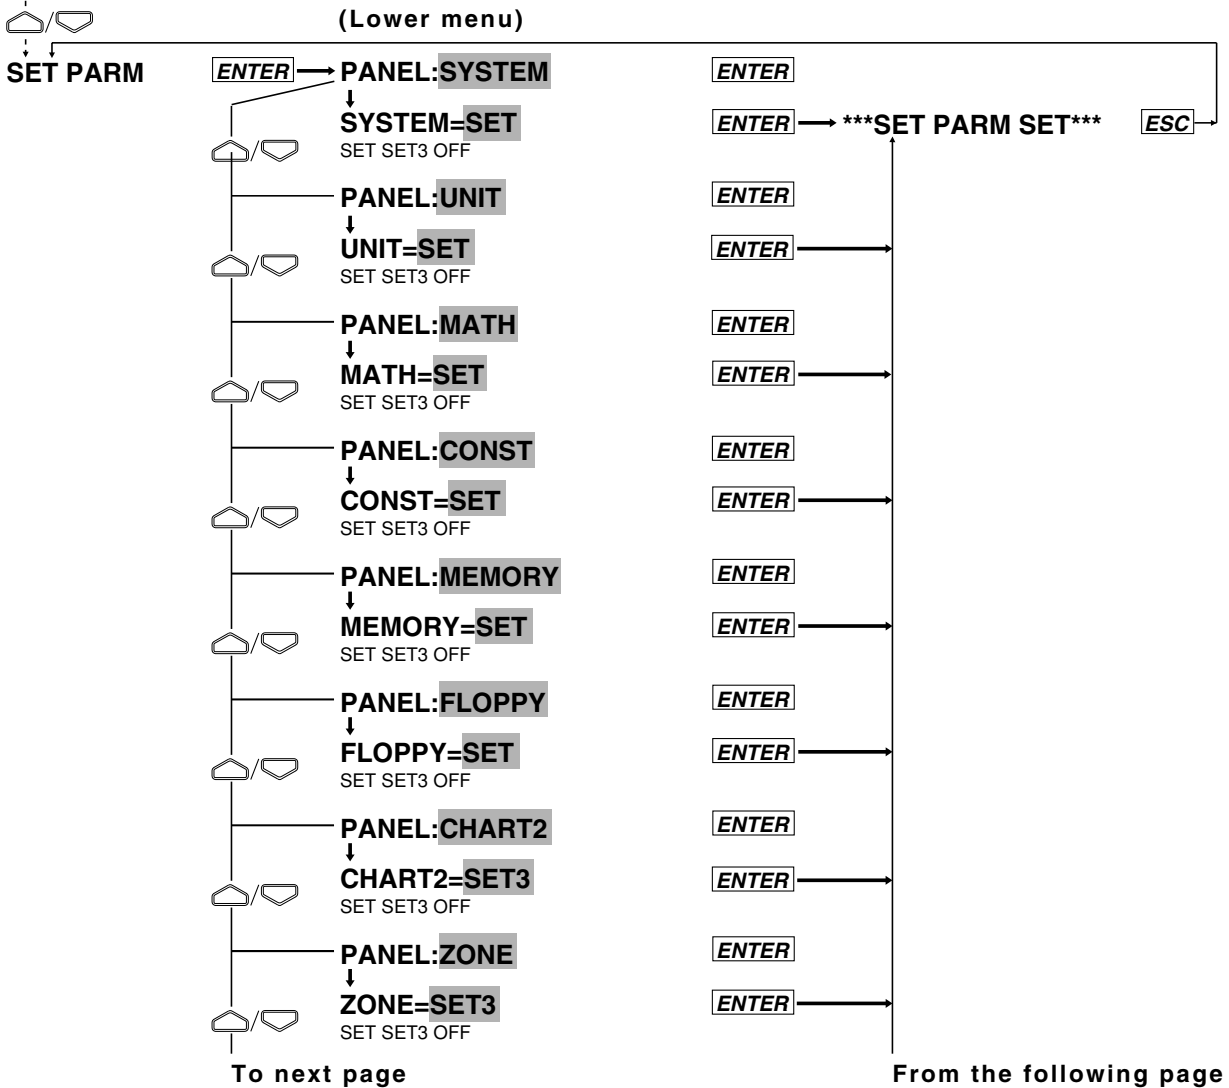 (Lower menu)
SET PARM ENTER PANEL:SYSTEM ENTER
SYSTEM=SET ENTER ***SET PARM SET*** ESC
SET SET3 OFF
/
PANEL:UNIT ENTER
UNIT=SET ENTER
SET SET3 OFF
/
PANEL:MATH ENTER
MATH=SET ENTER
SET SET3 OFF
/
PANEL:CONST ENTER
CONST=SET ENTER
SET SET3 OFF
/
PANEL:MEMORY ENTER
MEMORY=SET ENTER
SET SET3 OFF
/
PANEL:FLOPPY ENTER
FLOPPY=SET ENTER
SET SET3 OFF
/
PANEL:CHART2 ENTER
CHART2=SET3 ENTER
SET SET3 OFF
/
PANEL:ZONE ENTER
ZONE=SET3 ENTER
SET SET3 OFF
/
To next page From the following page